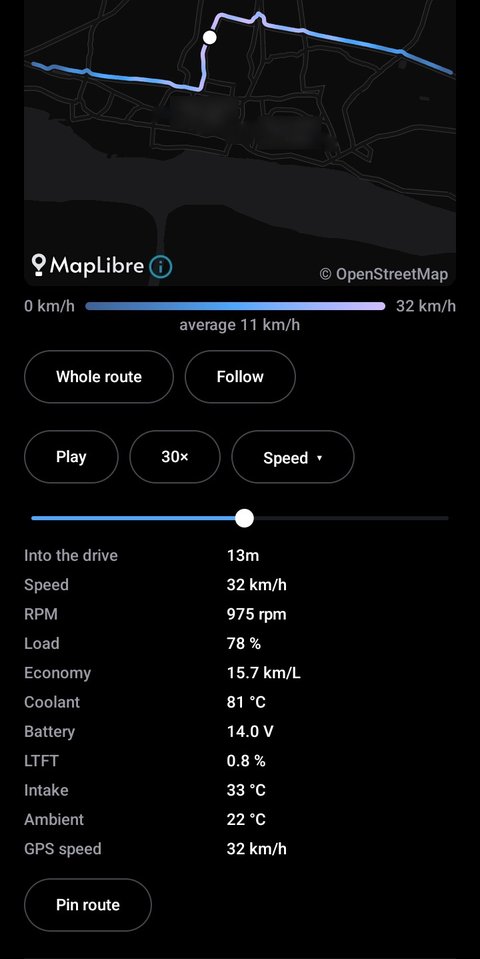 MapLibre
© OpenStreetMap
0 km/h 32 km/h
average 11 km/h
Whole route Follow
Play 30× Speed ▾
Into the drive 13m
Speed 32 km/h
RPM 975 rpm
Load 78 %
Economy 15.7 km/L
Coolant 81 °C
Battery 14.0 V
LTFT 0.8 %
Intake 33 °C
Ambient 22 °C
GPS speed 32 km/h
Pin route